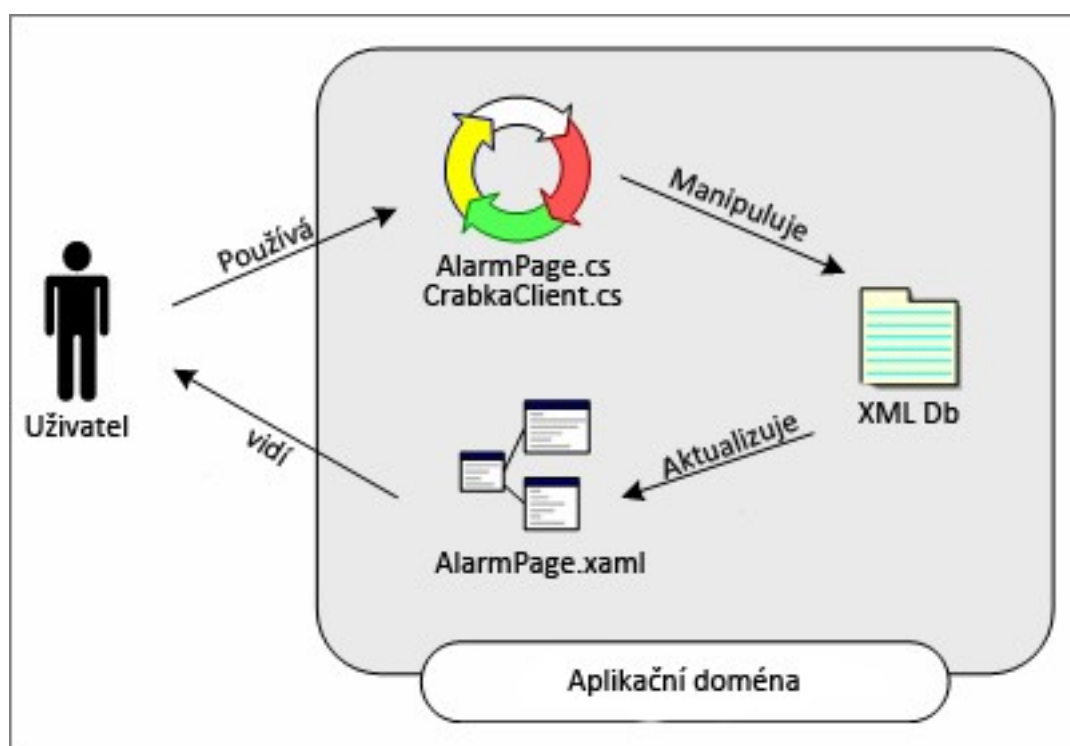 AlarmPage.cs
CrabkaClient.cs
Používá
Manipuluje
Uživatel
XML Db
vidí
Aktualizuje
AlarmPage.xaml
Aplikační doména